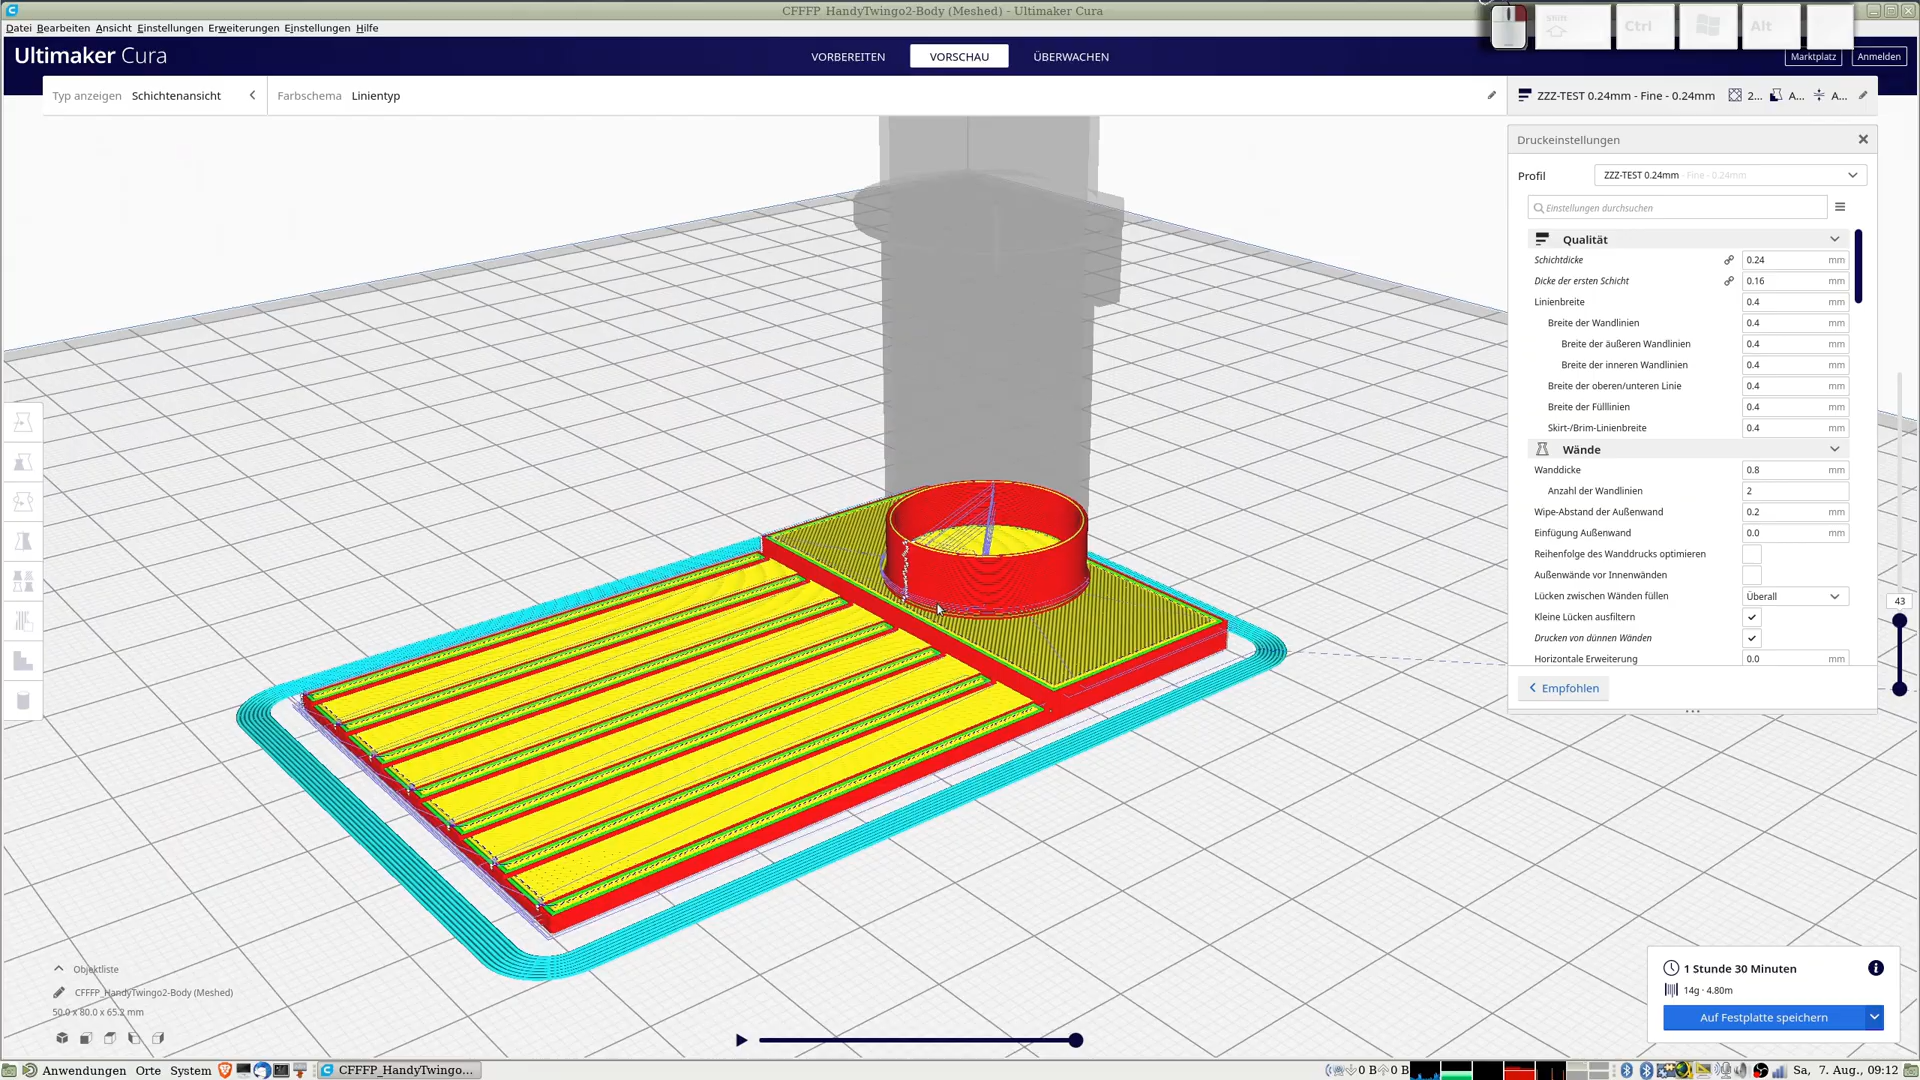 CFFFP_HandyTwingo2-Body (Meshed) - Ultimaker Cura
Datei Bearbeiten Ansicht Einstellungen Erweiterungen Einstellungen Hilfe
Shift
Ctrl
Alt
Ultimaker Cura
VORBEREITEN
VORSCHAU
ÜBERWACHEN
Marktplatz
Anmelden
Typ anzeigen Schichtenansicht
Farbschema Linientyp
ZZZ-TEST 0.24mm - Fine - 0.24mm
2...
A...
A...
Druckeinstellungen
Profil
ZZZ-TEST 0.24mm - Fine - 0.24mm
Einstellungen durchsuchen
Qualität
Schichtdicke 0.24 mm
Dicke der ersten Schicht 0.16 mm
Linienbreite 0.4 mm
Breite der Wandlinien 0.4 mm
Breite der äußeren Wandlinien 0.4 mm
Breite der inneren Wandlinien 0.4 mm
Breite der oberen/unteren Linie 0.4 mm
Breite der Fülllinien 0.4 mm
Skirt-/Brim-Linienbreite 0.4 mm
Wände
Wanddicke 0.8 mm
Anzahl der Wandlinien 2
Wipe-Abstand der Außenwand 0.2 mm
Einfügung Außenwand 0.0 mm
Reihenfolge des Wanddrucks optimieren
Außenwände vor Innenwänden
Lücken zwischen Wänden füllen Überall
Kleine Lücken ausfiltern
Drucken von dünnen Wänden
Horizontale Erweiterung 0.0 mm
Empfohlen
43
Objektliste
CFFFP_HandyTwingo2-Body (Meshed)
50.0 x 80.0 x 65.2 mm
1 Stunde 30 Minuten
14g · 4.80m
Auf Festplatte speichern
Anwendungen Orte System
CFFFP_HandyTwingo...
0 B 0 B
Sa, 7. Aug., 09:12